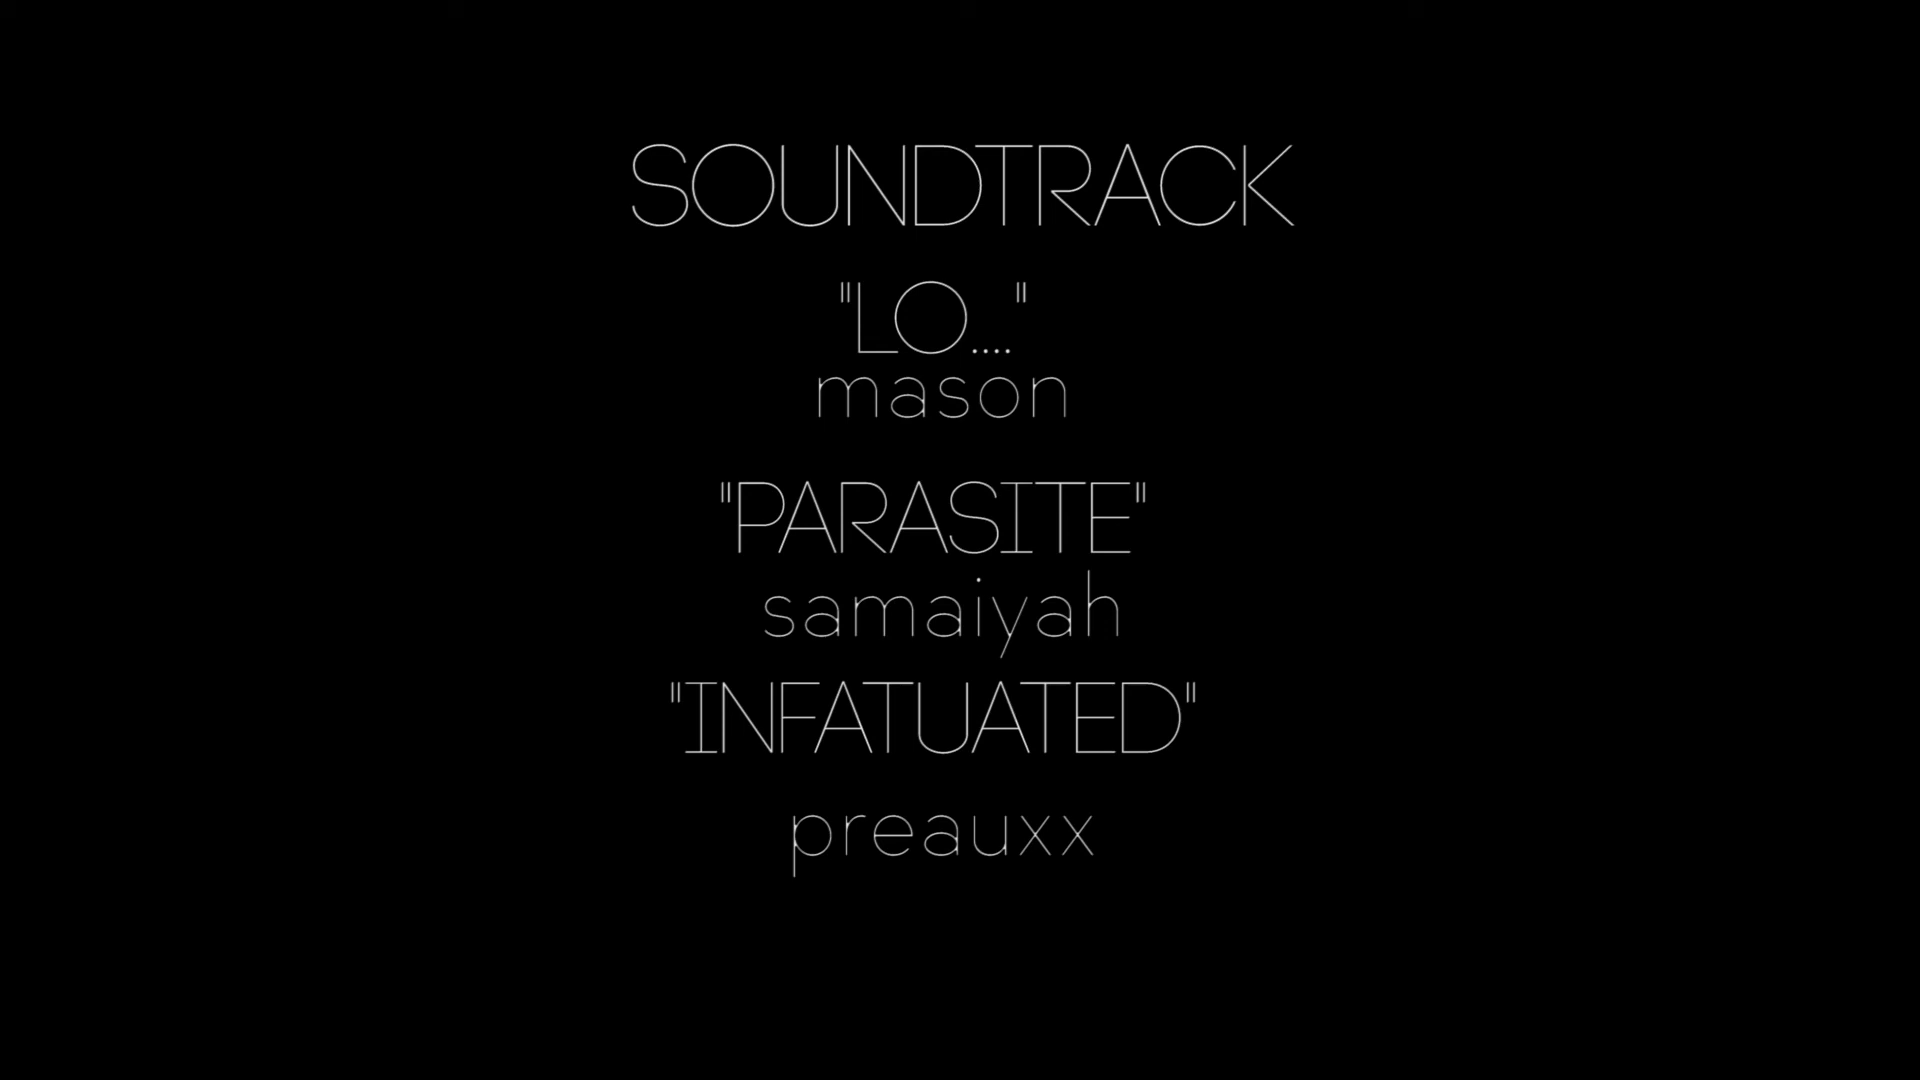 SOUNDTRACK
"LO...."
mason
"PARASITE"
samaiyah
"INFATUATED"
preauxx